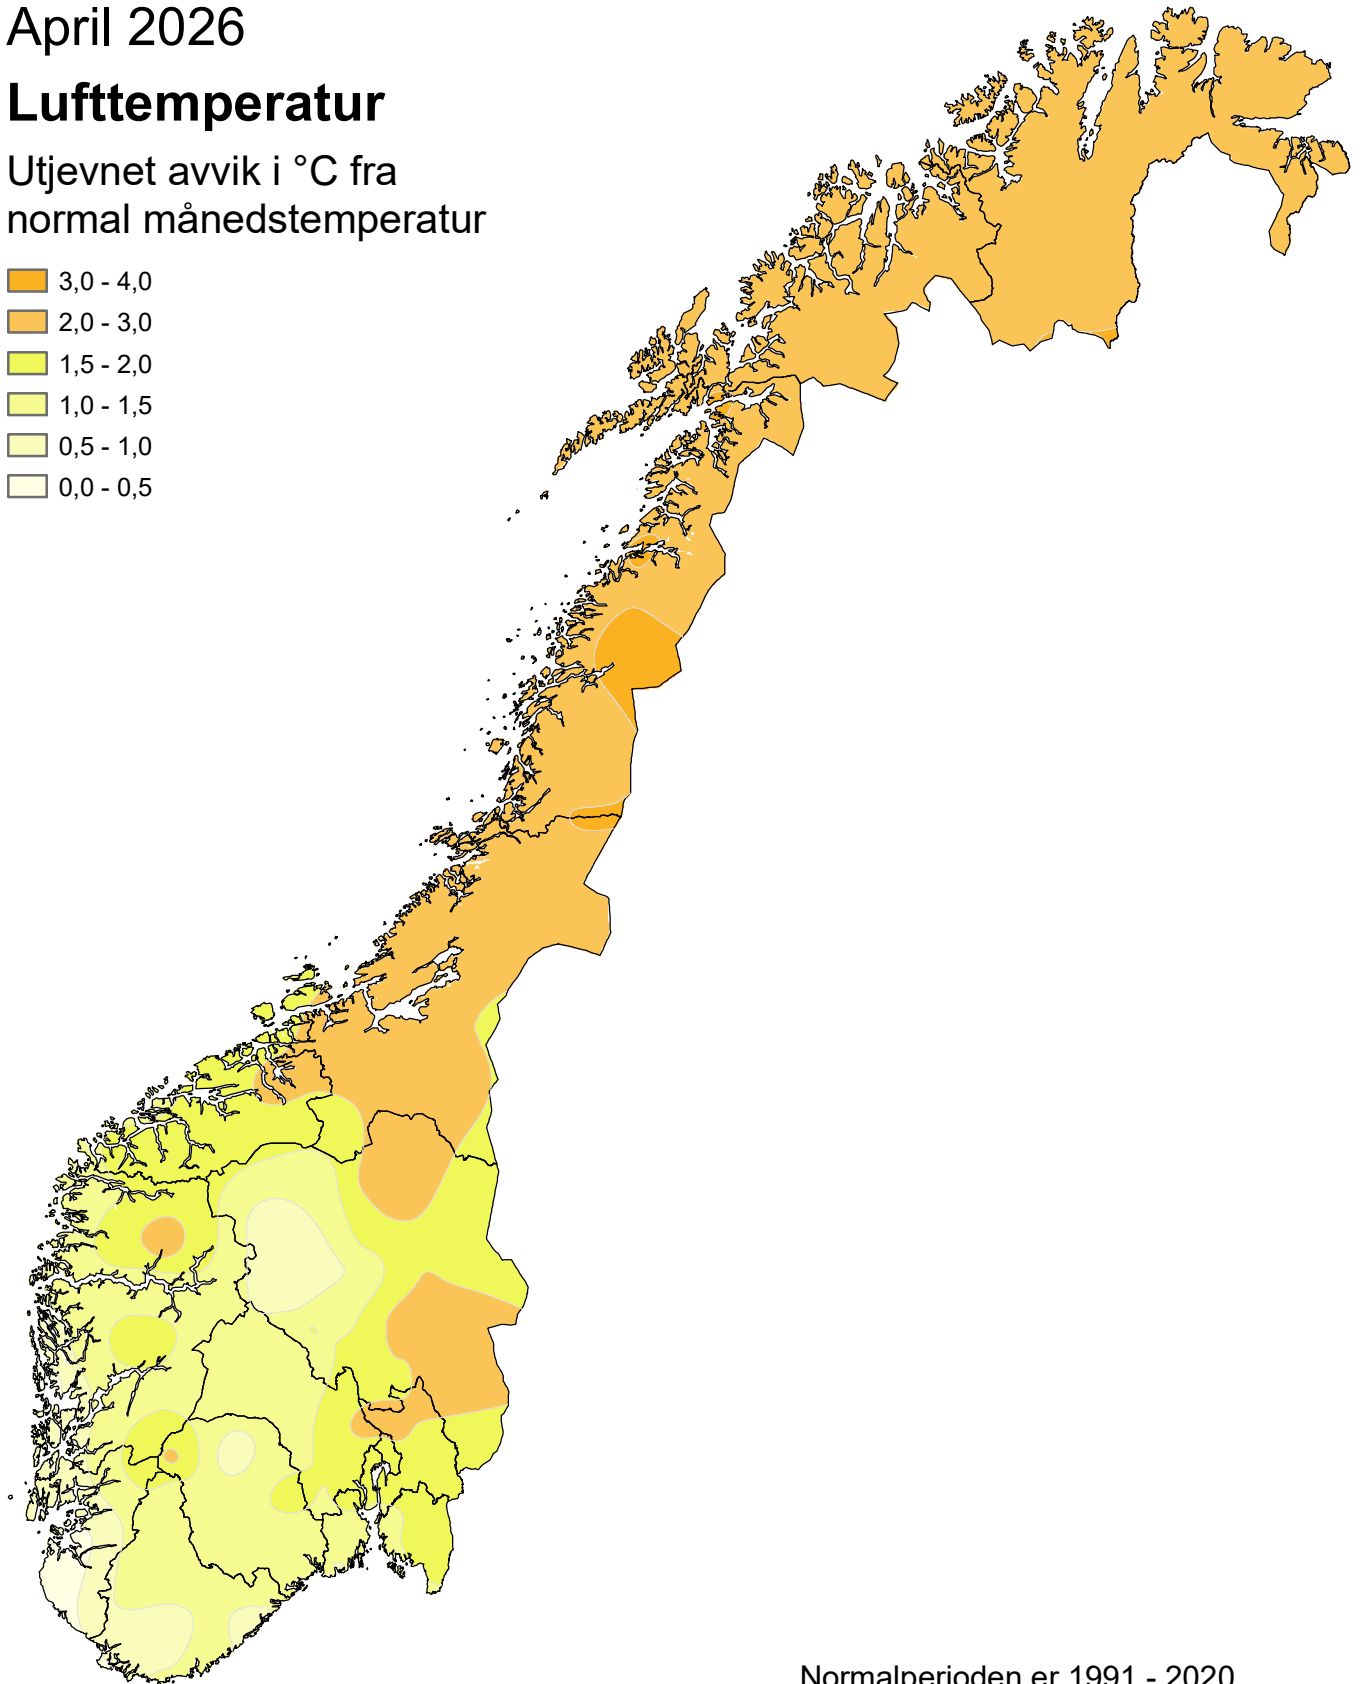 April 2026
Lufttemperatur
Utjevnet avvik i °C fra
normal månedstemperatur
3,0 - 4,0
2,0 - 3,0
1,5 - 2,0
1,0 - 1,5
0,5 - 1,0
0,0 - 0,5
Normalperioden er 1991 - 2020